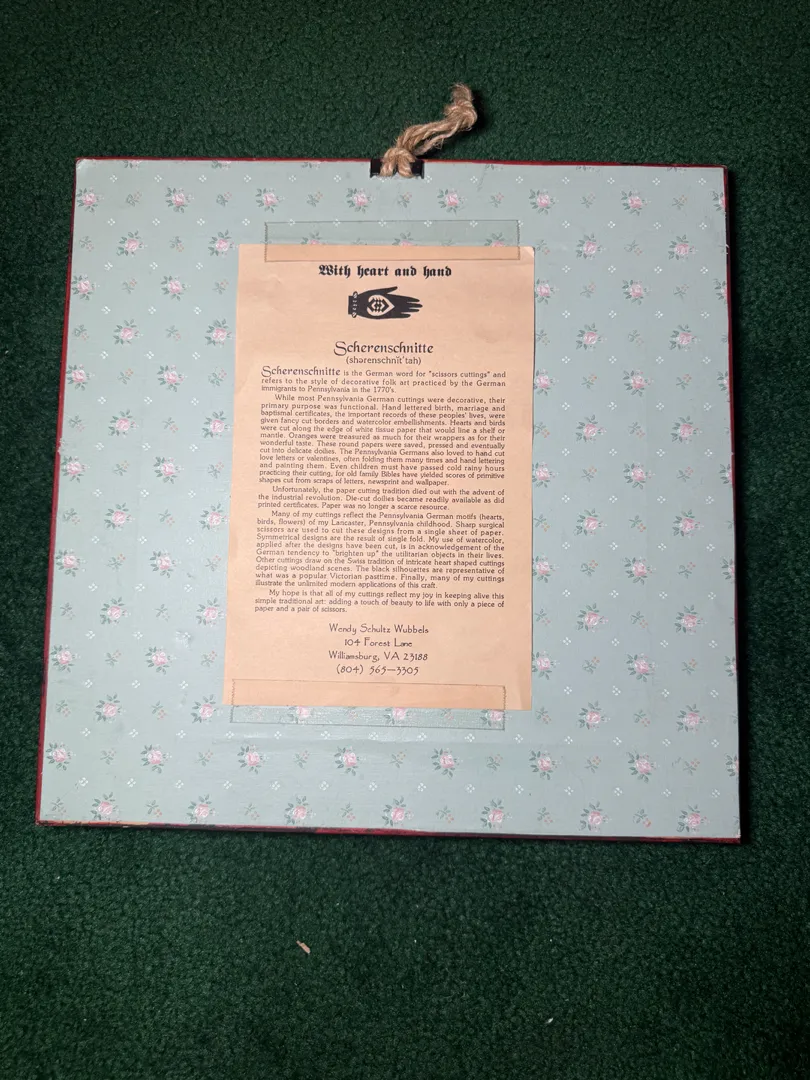 With heart and hand
Scherenschnitte
(shərenschnit'tah)
Scherenschnitte is the German word for "scissors cuttings" and
refers to the style of decorative folk art practiced by the German
immigrants to Pennsylvania in the 1770's.
While most Pennsylvania German cuttings were decorative, their
primary purpose was functional. Hand lettered birth, marriage and
baptismal certificates, the important records of these peoples' lives, were
given fancy cut borders and watercolor embellishments. Hearts and birds
were cut along the edge of white tissue paper that would line a shelf or
mantle. Oranges were treasured as much for their wrappers as for their
wonderful taste. These round papers were saved, pressed and eventually
cut into delicate doilies. The Pennsylvania Germans also loved to hand cut
love letters or valentines, often folding them many times and hand lettering
and painting them. Even children must have passed cold rainy hours
practicing their cutting, for old family Bibles have yielded scores of primitive
shapes cut from scraps of letters, newsprint and wallpaper.
Unfortunately, the paper cutting tradition died out with the advent of
the industrial revolution. Die-cut doilies became readily available as did
printed certificates. Paper was no longer a scarce resource.
Many of my cuttings reflect the Pennsylvania German motifs (hearts,
birds, flowers) of my Lancaster, Pennsylvania childhood. Sharp surgical
scissors are used to cut these designs from a single sheet of paper.
Symmetrical designs are the result of single fold. My use of watercolor,
applied after the designs have been cut, is in acknowledgement of the
German tendency to "brighten up" the utilitarian objects in their lives.
Other cuttings draw on the Swiss tradition of intricate heart shaped cuttings
depicting woodland scenes. The black silhouettes are representative of
what was a popular Victorian pasttime. Finally, many of my cuttings
illustrate the unlimited modern applications of this craft.
My hope is that all of my cuttings reflect my joy in keeping alive this
simple traditional art: adding a touch of beauty to life with only a piece of
paper and a pair of scissors.
Wendy Schultz Wubbels
104 Forest Lane
Williamsburg, VA 23188
(804) 565—3305